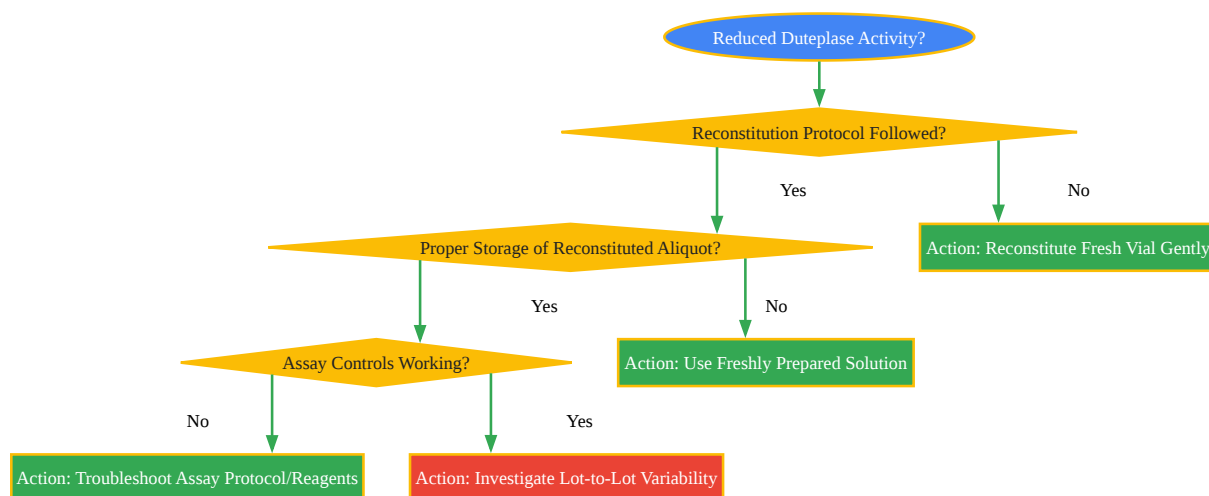 Reduced Duteplase Activity?
Reconstitution Protocol Followed?
Yes
No
Proper Storage of Reconstituted Aliquot?
Action: Reconstitute Fresh Vial Gently
Yes
No
Assay Controls Working?
Action: Use Freshly Prepared Solution
No
Yes
Action: Troubleshoot Assay Protocol/Reagents
Action: Investigate Lot-to-Lot Variability